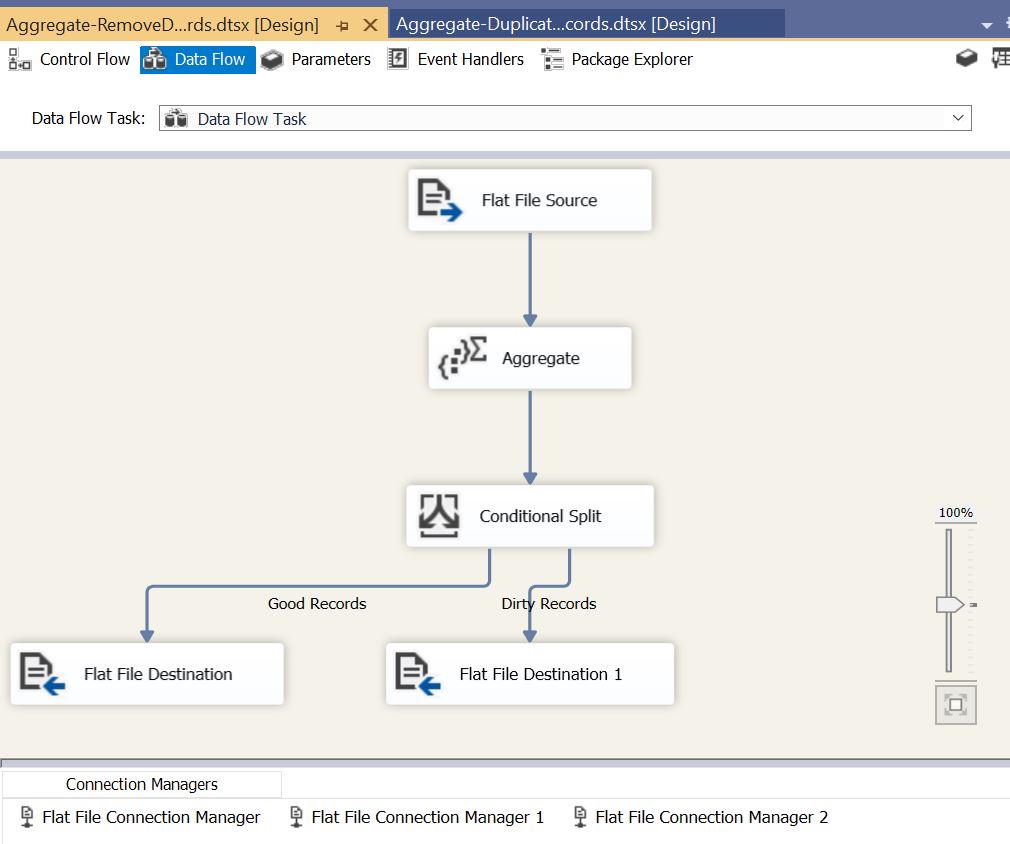 Aggregate-RemoveD...rds.dtsx [Design]
Aggregate-Duplicat...cords.dtsx [Design]
Control Flow
Data Flow
Parameters
Event Handlers
Package Explorer
Data Flow Task:
Data Flow Task
Flat File Source
Aggregate
Conditional Split
100%
Good Records
Dirty Records
Flat File Destination
Flat File Destination 1
Connection Managers
Flat File Connection Manager
Flat File Connection Manager 1
Flat File Connection Manager 2